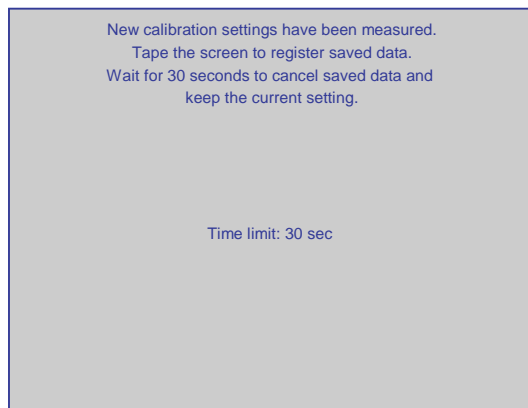 New calibration settings have been measured.
Tape the screen to register saved data.
Wait for 30 seconds to cancel saved data and
keep the current setting.
Time limit: 30 sec